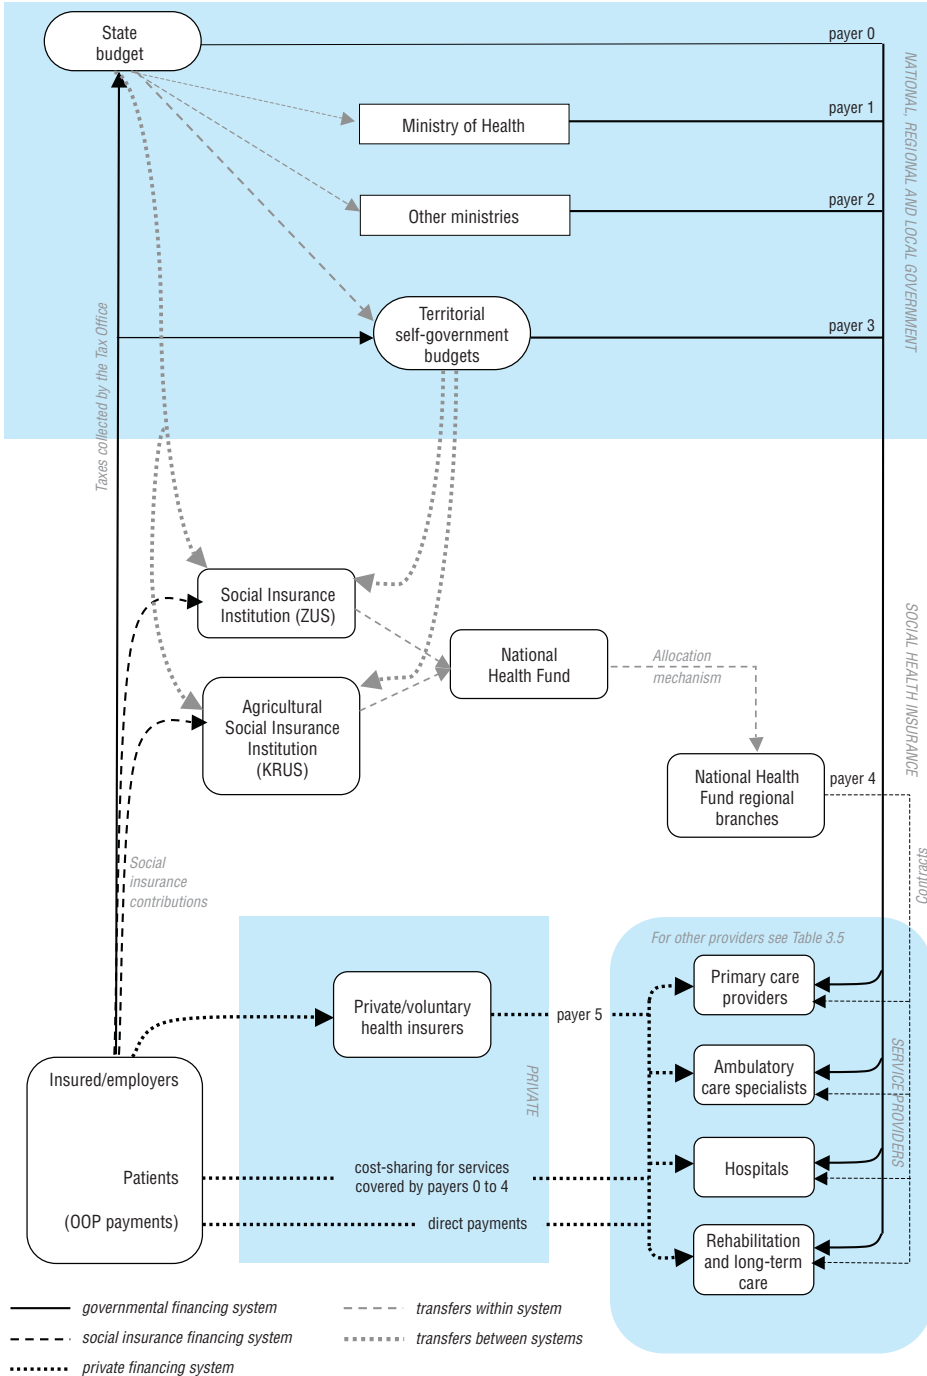 State
budget
payer 0
payer 1
Ministry of Health
payer 2
Other ministries
NATIONAL, REGIONAL AND LOCAL GOVERNMENT
Territorial
self-government
budgets
payer 3
Taxes collected by the Tax Office
Social Insurance
Institution (ZUS)
National
Health Fund
Allocation
mechanism
Agricultural
Social Insurance
Institution
(KRUS)
SOCIAL HEALTH INSURANCE
National Health
Fund regional
branches
payer 4
Contracts
Social
insurance
contributions
For other providers see Table 3.5
Primary care
providers
Private/voluntary
health insurers
payer 5
PRIVATE
Ambulatory
care specialists
SERVICE PROVIDERS
Insured/employers
Patients
(OOP payments)
cost-sharing for services
covered by payers 0 to 4
direct payments
Hospitals
Rehabilitation
and long-term
care
governmental financing system
social insurance financing system
private financing system
transfers within system
transfers between systems